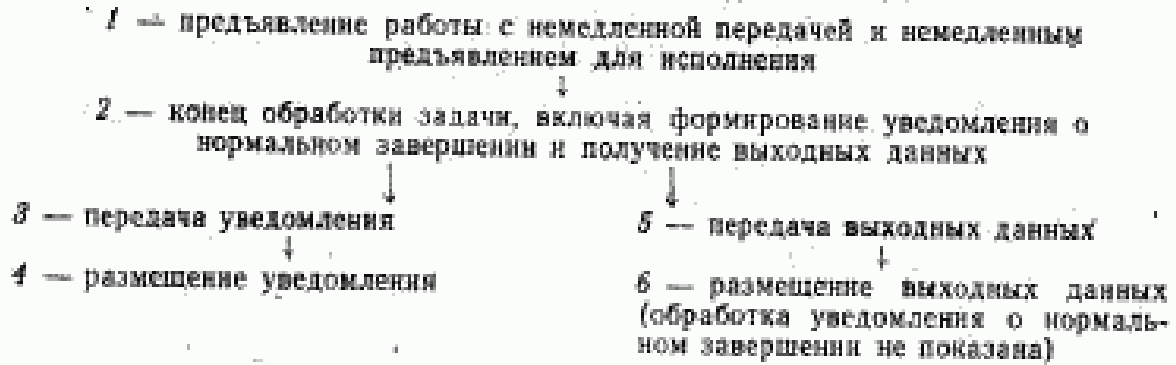 1 — предъявление работы с немедленной передачей и немедленным
предъявлением для исполнения
↓
2 — конец обработки задачи, включая формирование уведомления о
нормальном завершении и получение выходных данных
↓ ↓
3 — передача уведомления
↓
4 — размещение уведомления
5 — передача выходных данных
↓
6 — размещение выходных данных
(обработка уведомления о нормаль-
ном завершении не показана)